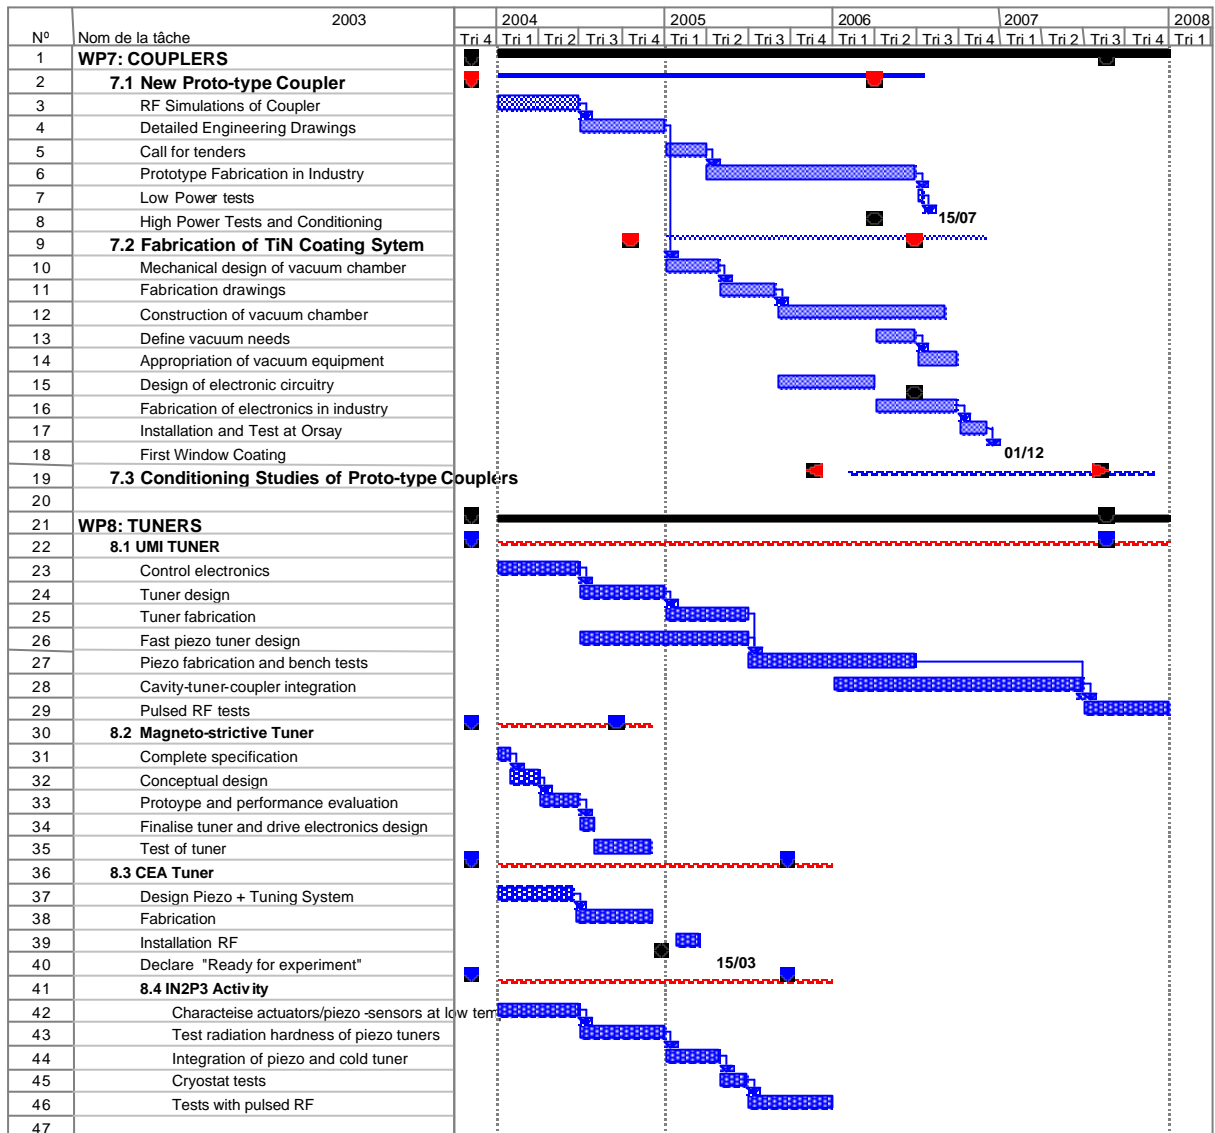 2003 2004 2005 2006 2007 2008
Nº Nom de la tâche Tri 4 Tri 1 Tri 2 Tri 3 Tri 4 Tri 1 Tri 2 Tri 3 Tri 4 Tri 1 Tri 2 Tri 3 Tri 4 Tri 1 Tri 2 Tri 3 Tri 4 Tri 1
1 WP7: COUPLERS
2 7.1 New Proto-type Coupler
3 RF Simulations of Coupler
4 Detailed Engineering Drawings
5 Call for tenders
6 Prototype Fabrication in Industry
7 Low Power tests
8 High Power Tests and Conditioning 15/07
9 7.2 Fabrication of TiN Coating Sytem
10 Mechanical design of vacuum chamber
11 Fabrication drawings
12 Construction of vacuum chamber
13 Define vacuum needs
14 Appropriation of vacuum equipment
15 Design of electronic circuitry
16 Fabrication of electronics in industry
17 Installation and Test at Orsay
18 First Window Coating 01/12
19 7.3 Conditioning Studies of Proto-type Couplers
20
21 WP8: TUNERS
22 8.1 UMI TUNER
23 Control electronics
24 Tuner design
25 Tuner fabrication
26 Fast piezo tuner design
27 Piezo fabrication and bench tests
28 Cavity-tuner-coupler integration
29 Pulsed RF tests
30 8.2 Magneto-strictive Tuner
31 Complete specification
32 Conceptual design
33 Protoype and performance evaluation
34 Finalise tuner and drive electronics design
35 Test of tuner
36 8.3 CEA Tuner
37 Design Piezo + Tuning System
38 Fabrication
39 Installation RF
40 Declare "Ready for experiment" 15/03
41 8.4 IN2P3 Activity
42 Characteise actuators/piezo-sensors at low tem
43 Test radiation hardness of piezo tuners
44 Integration of piezo and cold tuner
45 Cryostat tests
46 Tests with pulsed RF
47